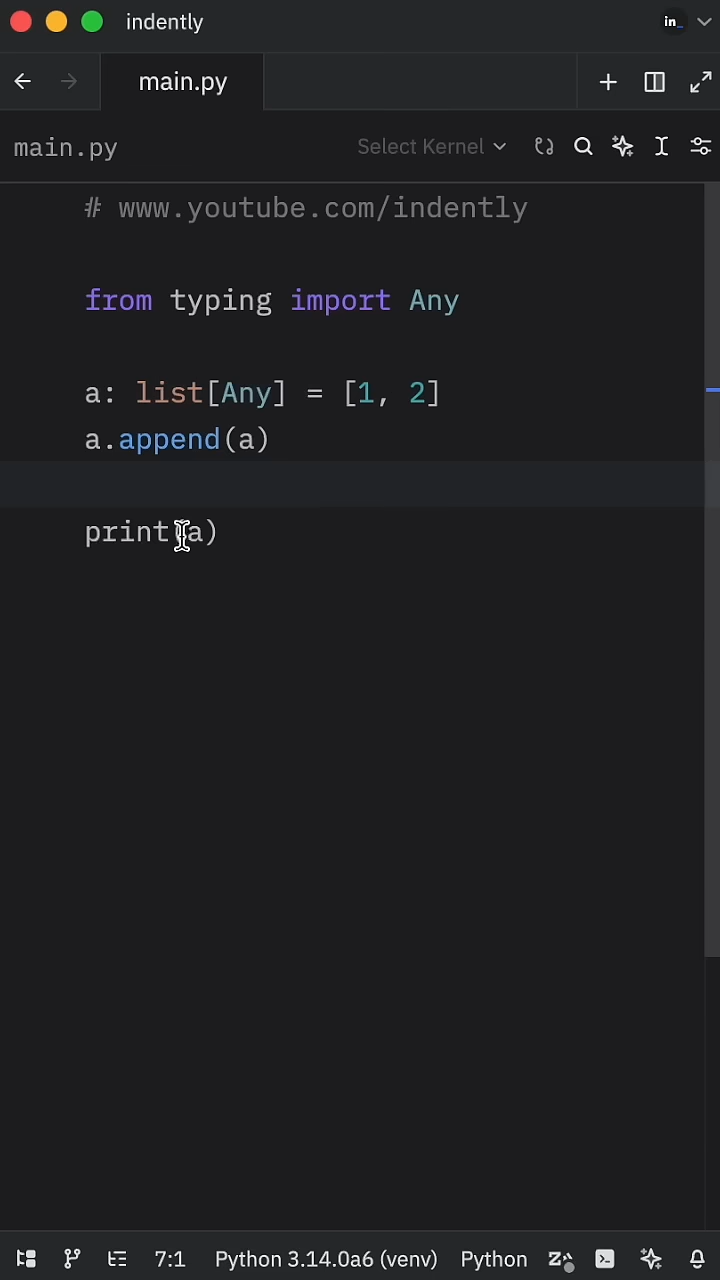 indently
in_
main.py
main.py
Select Kernel
# www.youtube.com/indently
from typing import Any
a: list[Any] = [1, 2]
a.append(a)
print(a)
7:1
Python 3.14.0a6 (venv)
Python